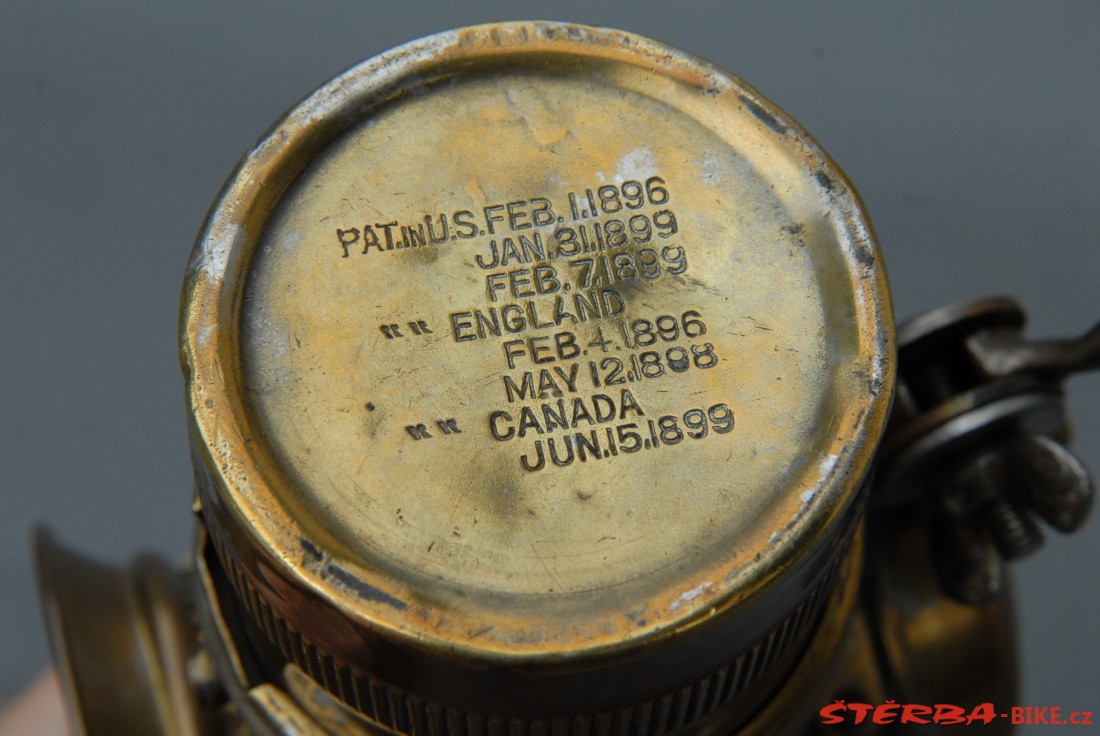 PAT.IN U.S. FEB. 1. 1896
JAN. 31. 1899
FEB. 7. 1899
"" "" ENGLAND
FEB. 4. 1896
MAY 12. 1898
"" "" CANADA
JUN. 15. 1899
ŠTĒRBA-BIKE.cz